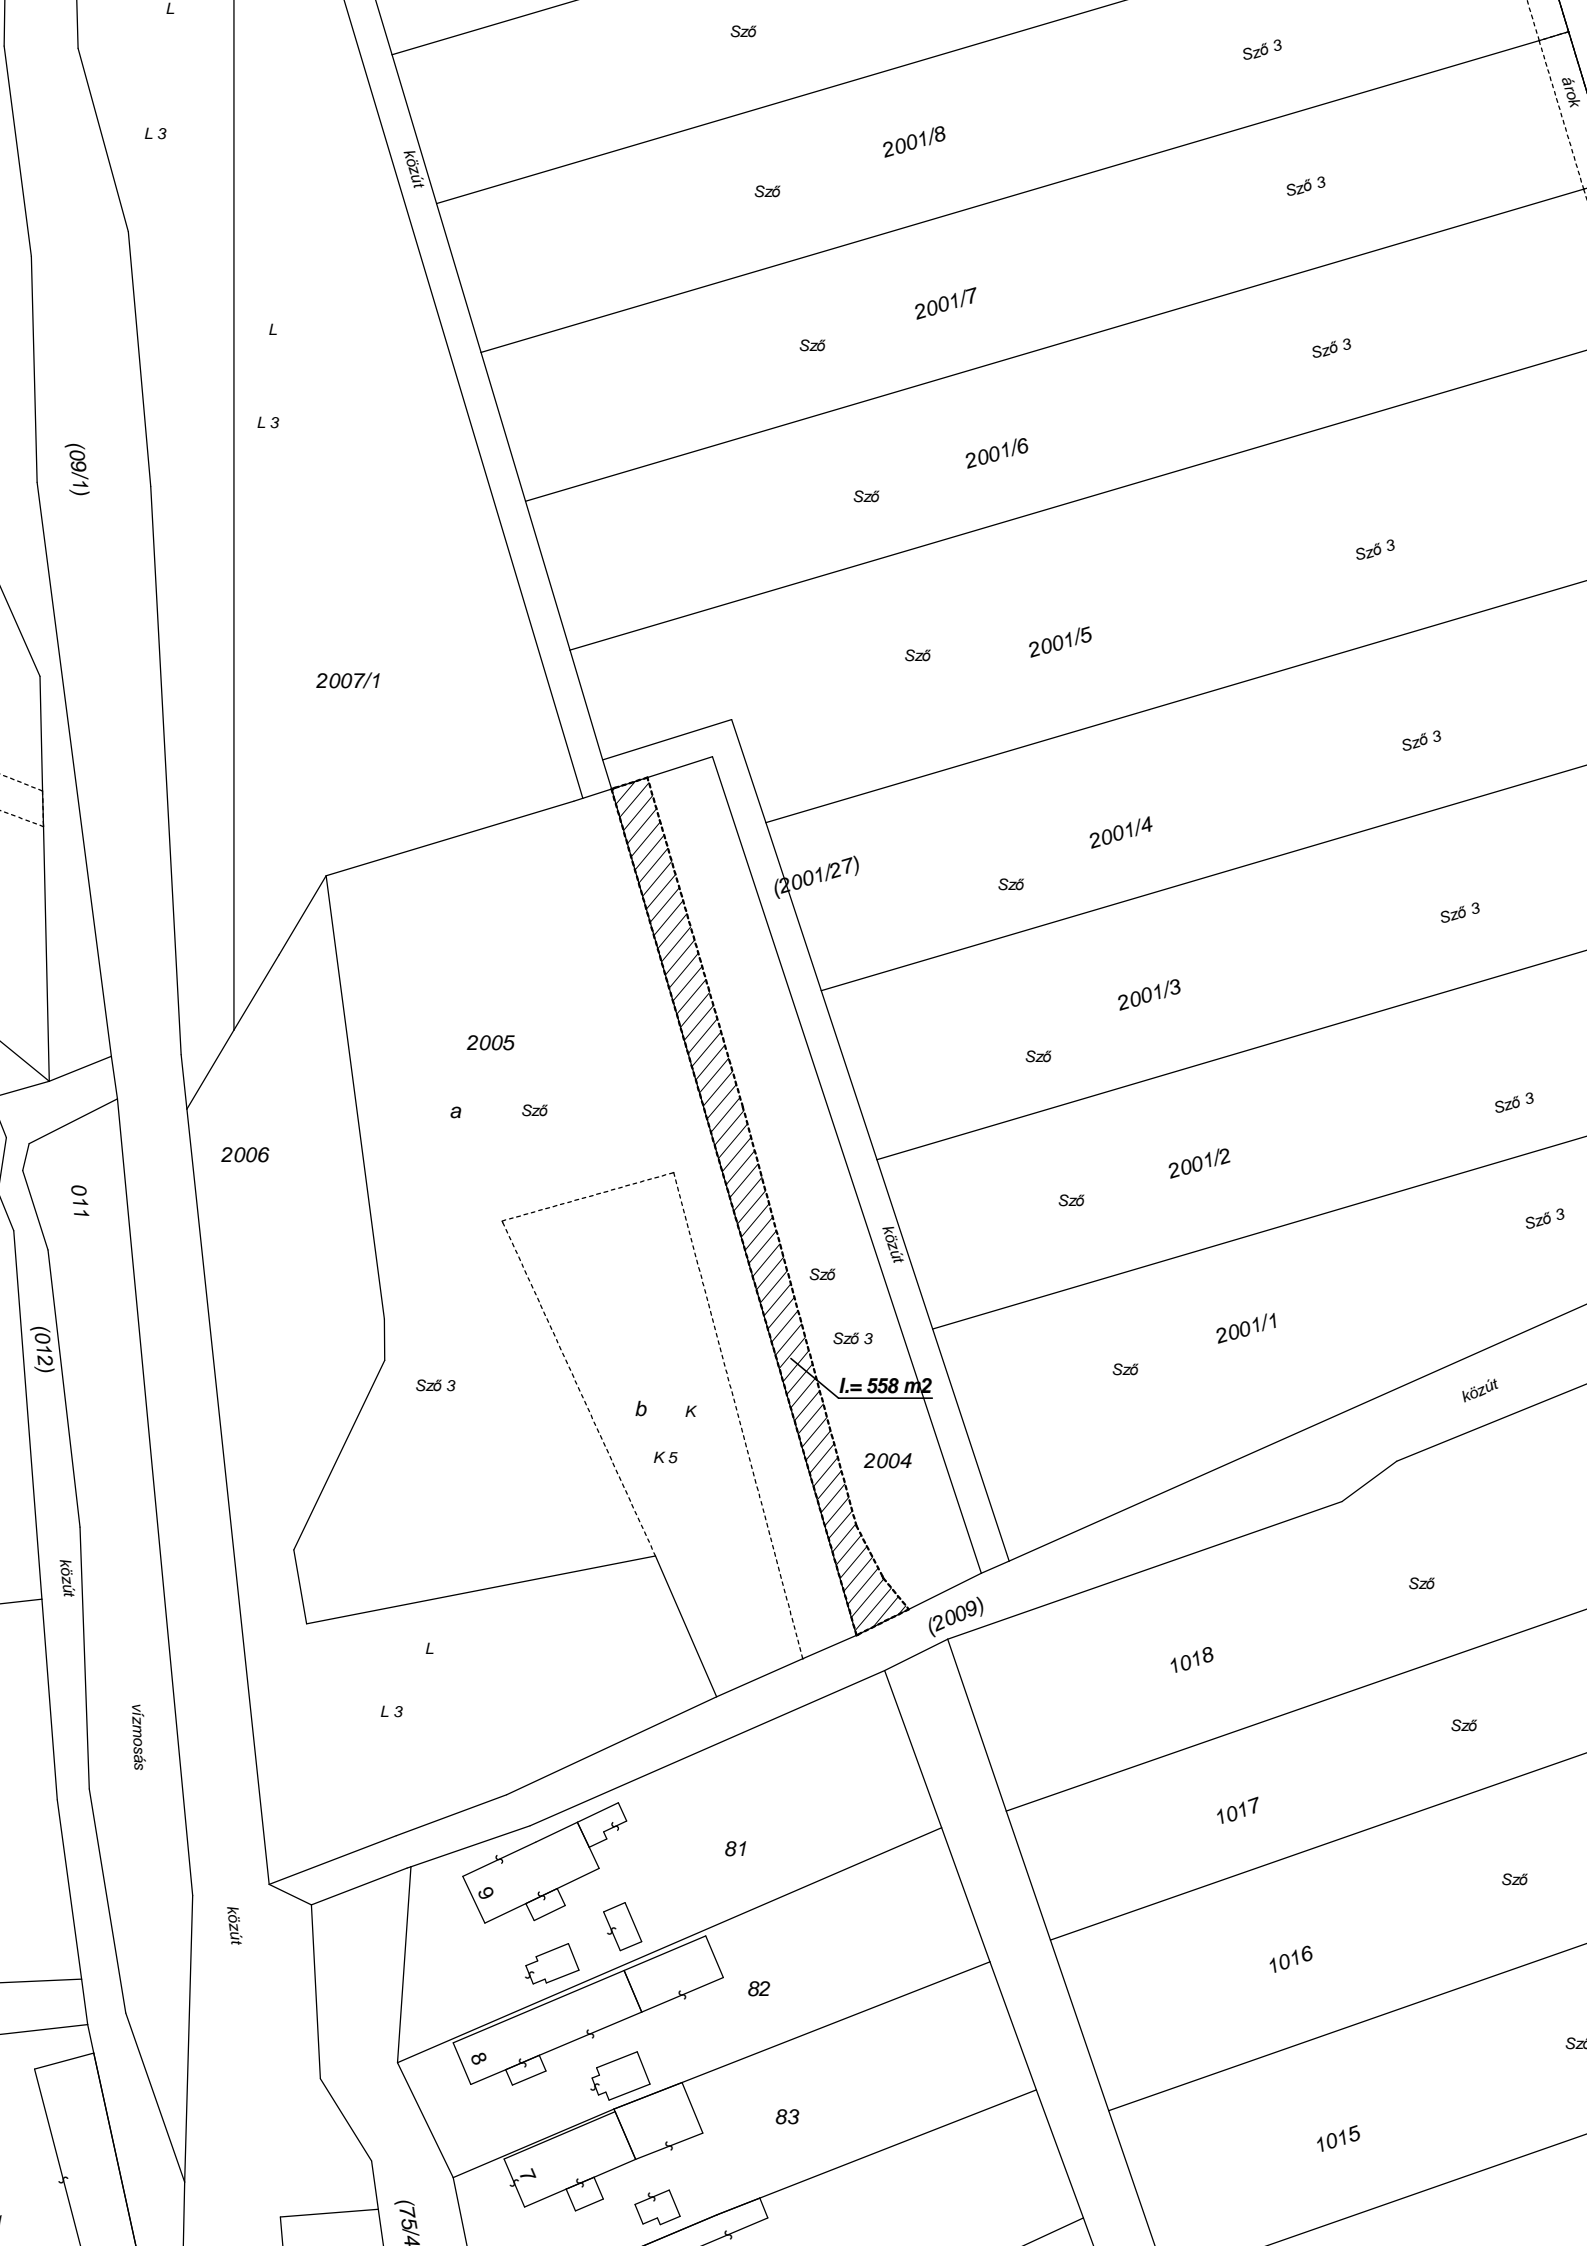 L
Sző
Sző 3
árok
L 3
2001/8
közút
Sző
Sző 3
2001/7
L
Sző
Sző 3
L 3
2001/6
(09/1)
Sző
Sző 3
2001/5
Sző
2007/1
Sző 3
2001/4
(2001/27)
Sző
Sző 3
2001/3
2005
Sző
a
Sző
Sző 3
2006
2001/2
011
Sző
Sző 3
közút
Sző
2001/1
(012)
Sző 3
Sző
Sző 3
I.= 558 m2
közút
b
K
K 5
2004
közút
Sző
(2009)
L
1018
L 3
Sző
vízmosás
1017
81
9
Sző
közút
1016
82
8
Sző
83
7
1015
(75/4